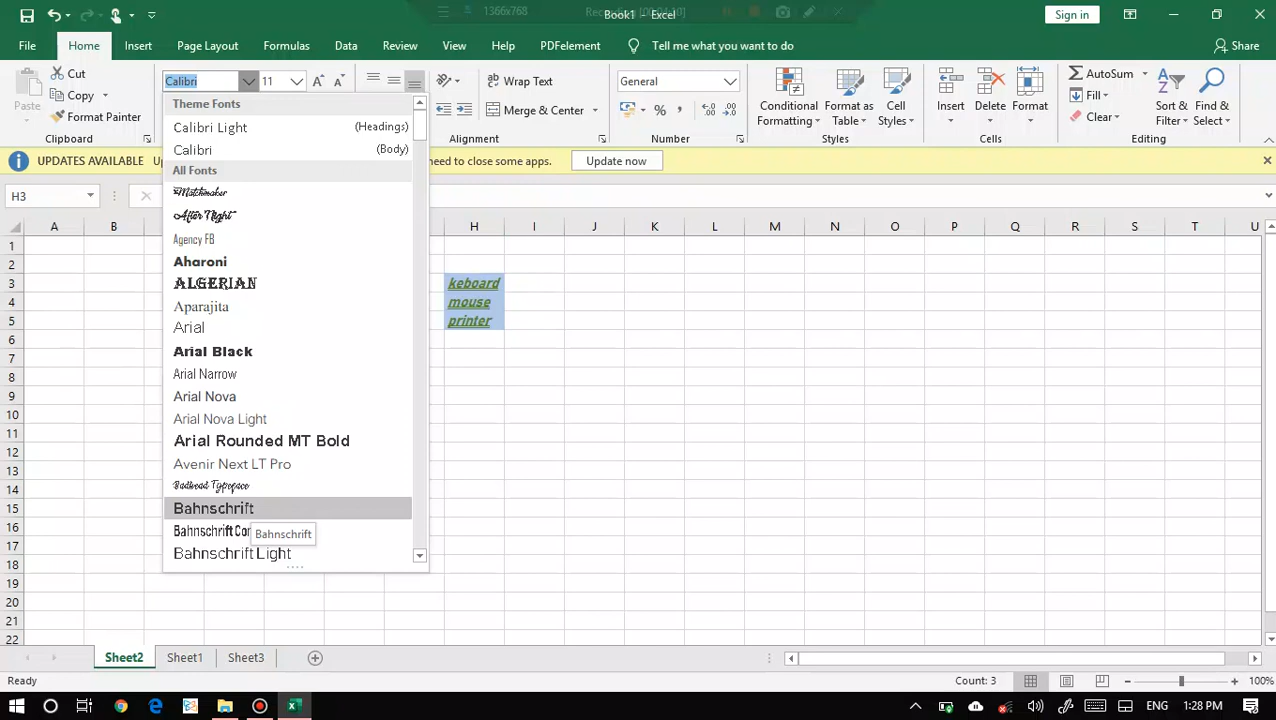 1366x768
Book1 – Excel
Sign in
File
Home
Insert
Page Layout
Formulas
Data
Review
View
Help
PDFelement
Tell me what you want to do
Share
Paste
Cut
Copy
Format Painter
Clipboard
Calibri
11
Wrap Text
Merge & Center
Alignment
General
% ,
Number
Conditional
Formatting
Format as
Table
Cell
Styles
Styles
Insert
Delete
Format
Cells
AutoSum
Fill
Clear
Sort &
Filter
Find &
Select
Editing
UPDATES AVAILABLE
need to close some apps.
Update now
H3
Theme Fonts
Calibri Light (Headings)
Calibri (Body)
All Fonts
Matchmaker
After Night
Agency FB
Aharoni
ALGERIAN
Aparajita
Arial
Arial Black
Arial Narrow
Arial Nova
Arial Nova Light
Arial Rounded MT Bold
Avenir Next LT Pro
Badhead Typeface
Bahnschrift
Bahnschrift Con
Bahnschrift
Bahnschrift Light
A B H I J K L M N O P Q R S T U
1
2
3 keboard
4 mouse
5 printer
6
7
8
9
10
11
12
13
14
15
16
17
18
19
20
21
22
Sheet2 Sheet1 Sheet3
Ready
Count: 3
100%
ENG
1:28 PM